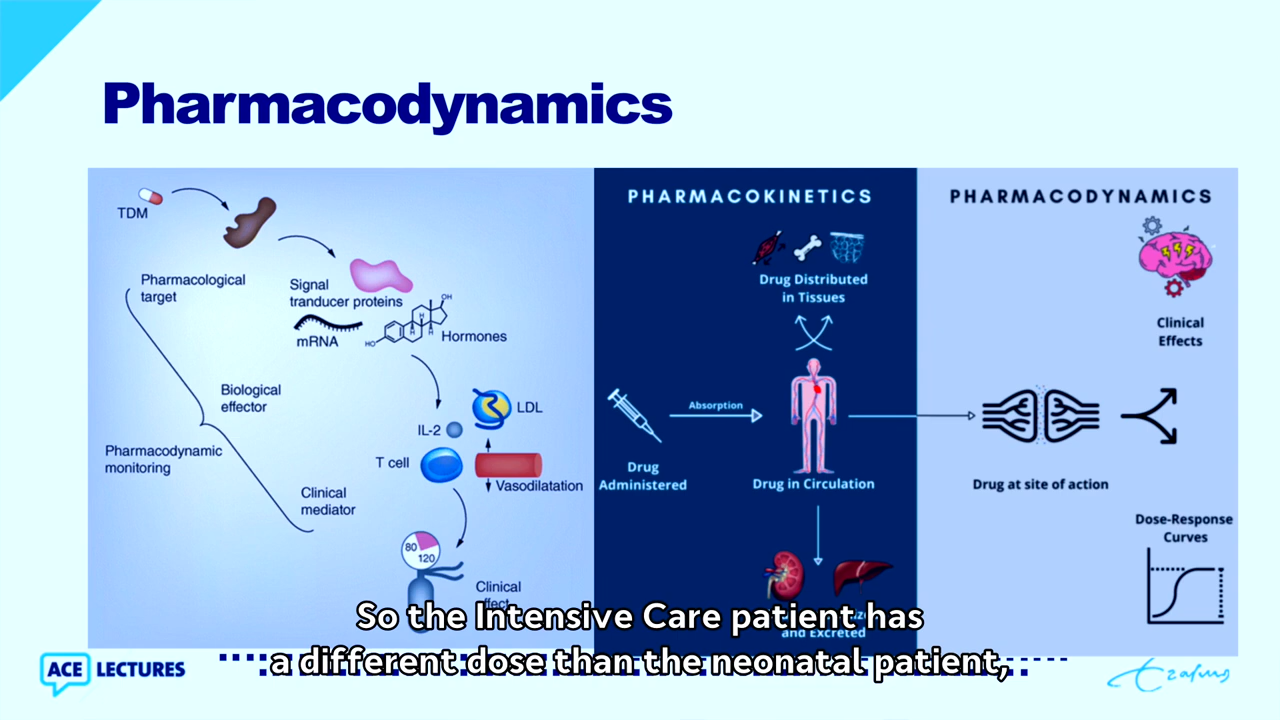 Pharmacodynamics
TDM
Pharmacological
target
Signal
tranducer proteins
mRNA
HO
OH
H
H
H
Hormones
Biological
effector
IL-2
LDL
T cell
Vasodilatation
Pharmacodynamic
monitoring
Clinical
mediator
80
120
Clinical
PHARMACOKINETICS
Drug Distributed
in Tissues
Absorption
Drug
Administered
Drug in Circulation
and Excreted
PHARMACODYNAMICS
Clinical
Effects
Drug at site of action
Dose-Response
Curves
So the Intensive Care patient has
a different dose than the neonatal patient,
ACE LECTURES
Erasmus